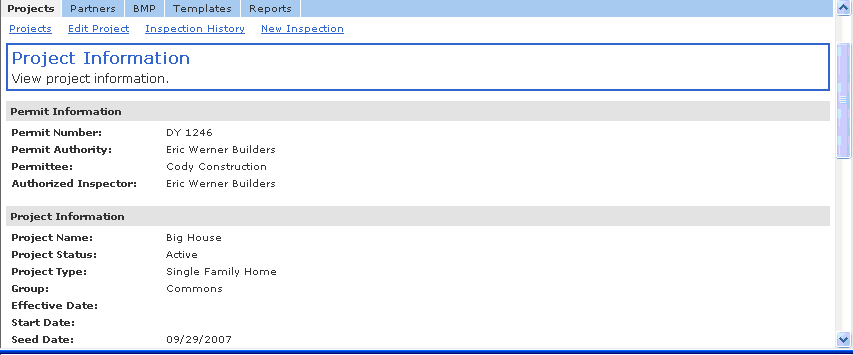 Projects Partners BMP Templates Reports
Projects Edit Project Inspection History New Inspection
Project Information
View project information.
Permit Information
Permit Number: DY 1246
Permit Authority: Eric Werner Builders
Permittee: Cody Construction
Authorized Inspector: Eric Werner Builders
Project Information
Project Name: Big House
Project Status: Active
Project Type: Single Family Home
Group: Commons
Effective Date:
Start Date:
Seed Date: 09/29/2007